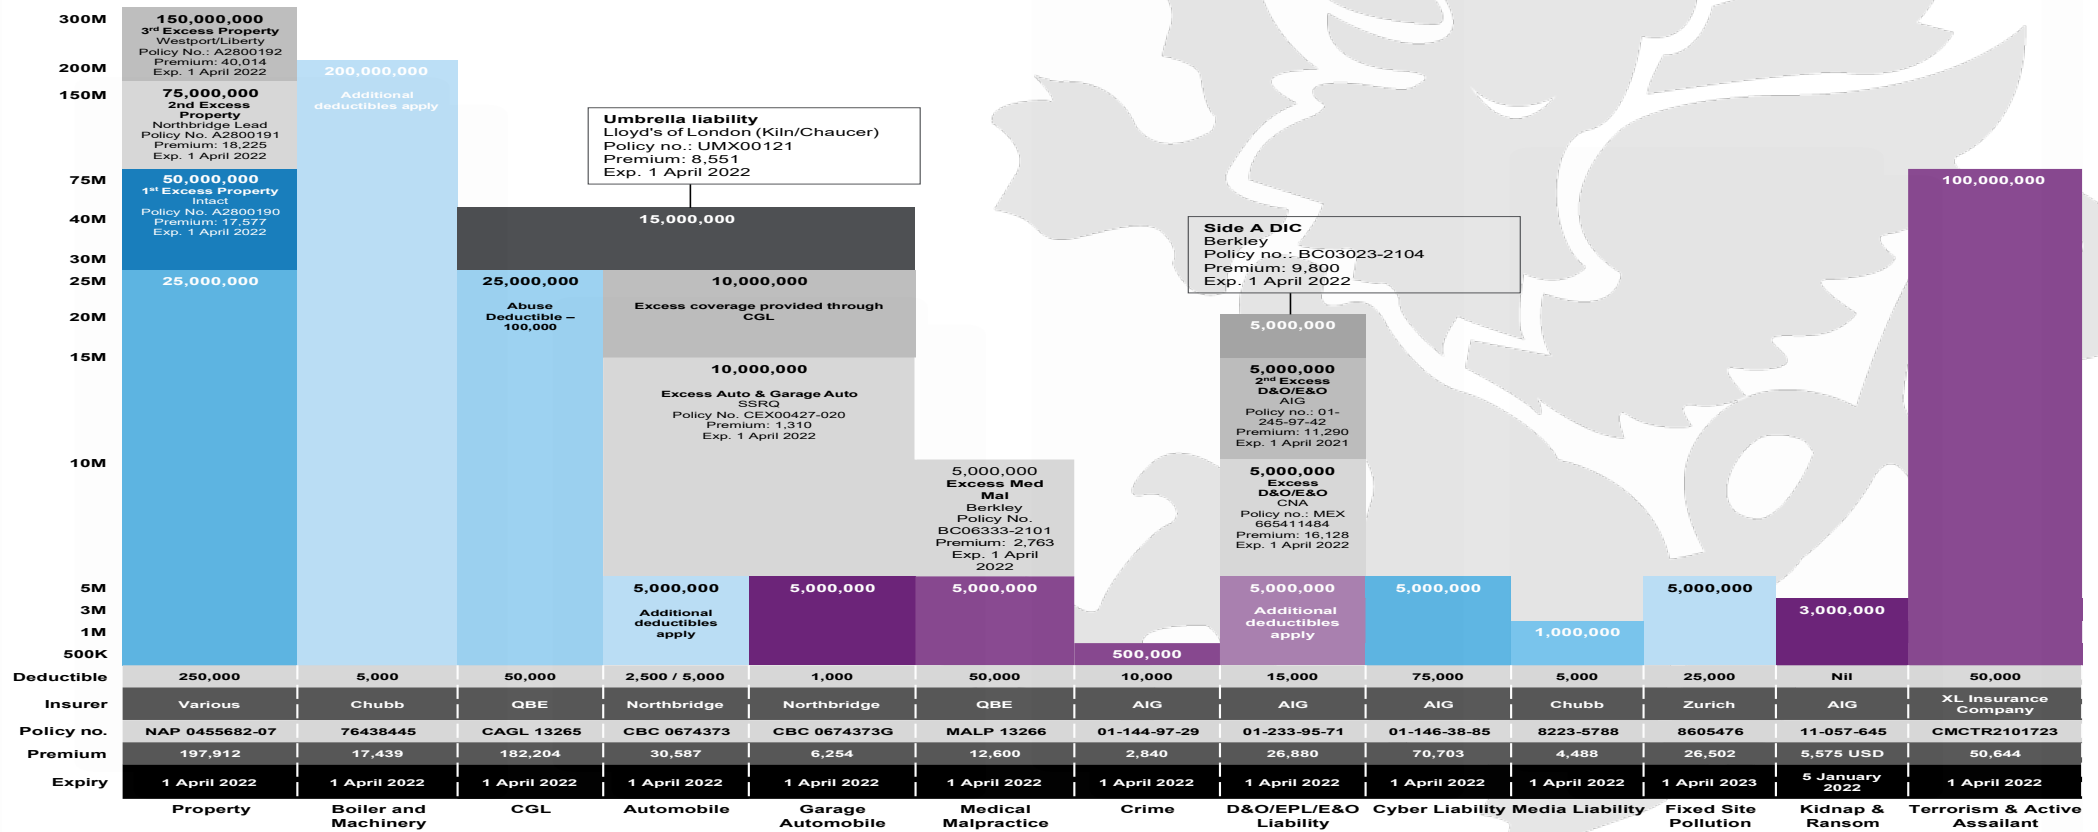 300M
200M
150M
75M
40M
30M
25M
20M
15M
10M
5M
3M
1M
500K
150,000,000
3rd Excess Property
Westport/Liberty
Policy No.: A2800192
Premium: 40,014
Exp. 1 April 2022
75,000,000
2nd Excess
Property
Northbridge Lead
Policy No. A2800191
Premium: 18,225
Exp. 1 April 2022
50,000,000
1st Excess Property
Intact
Policy No. A2800190
Premium: 17,577
Exp. 1 April 2022
25,000,000
200,000,000
Additional
deductibles apply
Umbrella liability
Lloyd's of London (Kiln/Chaucer)
Policy no.: UMX00121
Premium: 8,551
Exp. 1 April 2022
15,000,000
25,000,000
Abuse
Deductible –
100,000
10,000,000
Excess coverage provided through
CGL
10,000,000
Excess Auto & Garage Auto
SSRQ
Policy No. CEX00427-020
Premium: 1,310
Exp. 1 April 2022
5,000,000
Additional
deductibles
apply
5,000,000
5,000,000
Excess Med
Mal
Berkley
Policy No.
BC06333-2101
Premium: 2,763
Exp. 1 April
2022
5,000,000
500,000
Side A DIC
Berkley
Policy no.: BC03023-2104
Premium: 9,800
Exp. 1 April 2022
5,000,000
5,000,000
2nd Excess
D&O/E&O
AIG
Policy no.: 01-
245-97-42
Premium: 11,290
Exp. 1 April 2021
5,000,000
Excess
D&O/E&O
CNA
Policy no.: MEX
665411484
Premium: 16,128
Exp. 1 April 2022
5,000,000
Additional
deductibles
apply
5,000,000
1,000,000
5,000,000
3,000,000
100,000,000
Deductible 250,000 5,000 50,000 2,500 / 5,000 1,000 50,000 10,000 15,000 75,000 5,000 25,000 Nil 50,000
Insurer Various Chubb QBE Northbridge Northbridge QBE AIG AIG AIG Chubb Zurich AIG XL Insurance
Company
Policy no. NAP 0455682-07 76438445 CAGL 13265 CBC 0674373 CBC 0674373G MALP 13266 01-144-97-29 01-233-95-71 01-146-38-85 8223-5788 8605476 11-057-645 CMCTR2101723
Premium 197,912 17,439 182,204 30,587 6,254 12,600 2,840 26,880 70,703 4,488 26,502 5,575 USD 50,644
Expiry 1 April 2022 1 April 2022 1 April 2022 1 April 2022 1 April 2022 1 April 2022 1 April 2022 1 April 2022 1 April 2022 1 April 2022 1 April 2023 5 January
2022 1 April 2022
Property
Boiler and
Machinery
CGL
Automobile
Garage
Automobile
Medical
Malpractice
Crime
D&O/EPL/E&O
Liability
Cyber Liability
Media Liability
Fixed Site
Pollution
Kidnap &
Ransom
Terrorism & Active
Assailant